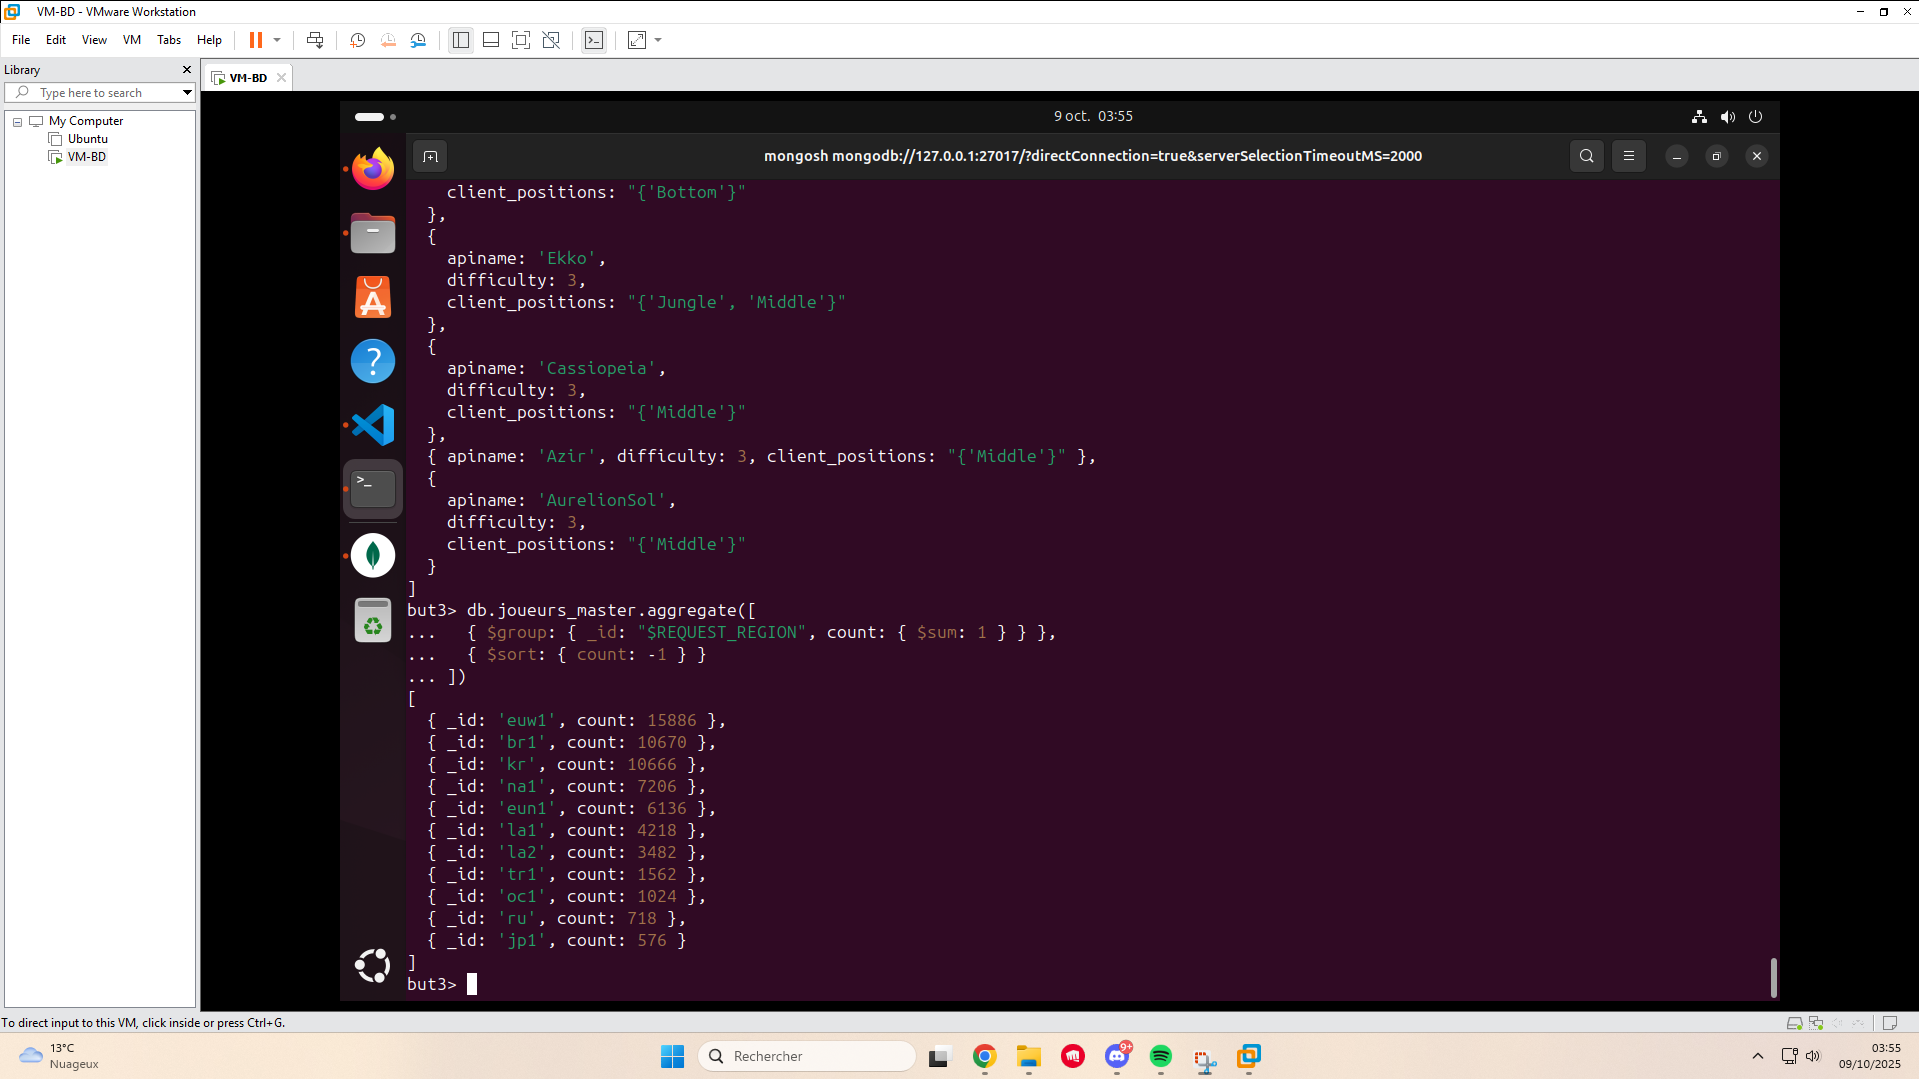 VM-BD - VMware Workstation
File Edit View VM Tabs Help
Library
Type here to search
My Computer
Ubuntu
VM-BD
VM-BD
9 oct. 03:55
mongosh mongodb://127.0.0.1:27017/?directConnection=true&serverSelectionTimeoutMS=2000
client_positions: "{'Bottom'}"
},
{
apiname: 'Ekko',
difficulty: 3,
client_positions: "{'Jungle', 'Middle'}"
},
{
apiname: 'Cassiopeia',
difficulty: 3,
client_positions: "{'Middle'}"
},
{ apiname: 'Azir', difficulty: 3, client_positions: "{'Middle'}" },
{
apiname: 'AurelionSol',
difficulty: 3,
client_positions: "{'Middle'}"
}
]
but3> db.joueurs_master.aggregate([
... { $group: { _id: "$REQUEST_REGION", count: { $sum: 1 } } },
... { $sort: { count: -1 } }
... ])
[
{ _id: 'euw1', count: 15886 },
{ _id: 'br1', count: 10670 },
{ _id: 'kr', count: 10666 },
{ _id: 'na1', count: 7206 },
{ _id: 'eun1', count: 6136 },
{ _id: 'la1', count: 4218 },
{ _id: 'la2', count: 3482 },
{ _id: 'tr1', count: 1562 },
{ _id: 'oc1', count: 1024 },
{ _id: 'ru', count: 718 },
{ _id: 'jp1', count: 576 }
]
but3>
To direct input to this VM, click inside or press Ctrl+G.
13°C
Nuageux
Rechercher
9+
03:55
09/10/2025